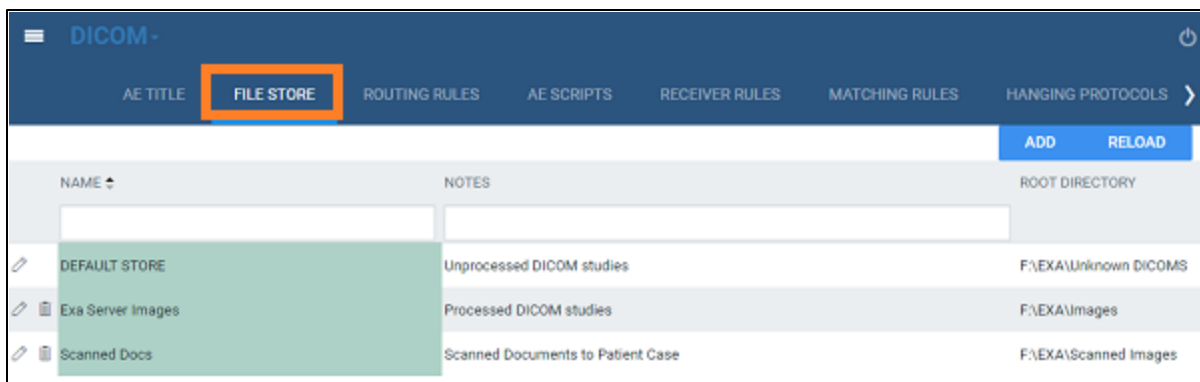 DICOM
AE TITLE FILE STORE ROUTING RULES AE SCRIPTS RECEIVER RULES MATCHING RULES HANGING PROTOCOLS
ADD RELOAD
NAME NOTES ROOT DIRECTORY
DEFAULT STORE Unprocessed DICOM studies F:\EXA\Unknown DICOMS
Exa Server Images Processed DICOM studies F:\EXA\Images
Scanned Docs Scanned Documents to Patient Case F:\EXA\Scanned Images